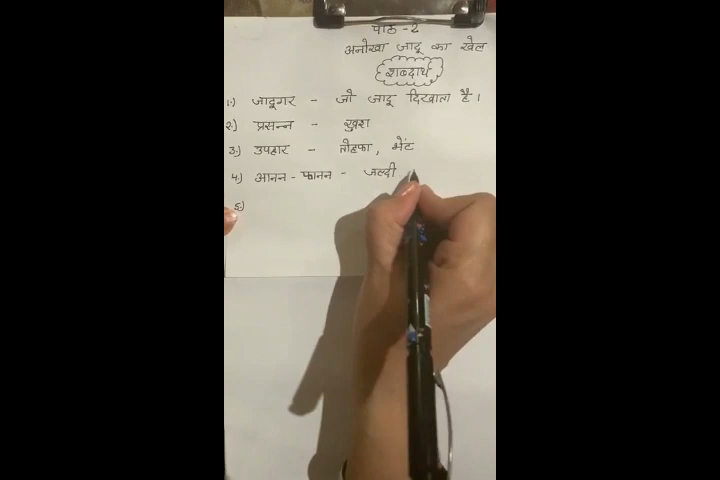 पाठ -2
अनोखा जादू का खेल
शब्दार्थ
1.) जादूगर - जो जादू दिखाता है।
2.) प्रसन्न - खुश
3.) उपहार - तोहफा, भेंट
4.) आनन-फानन - जल्दी
5.)